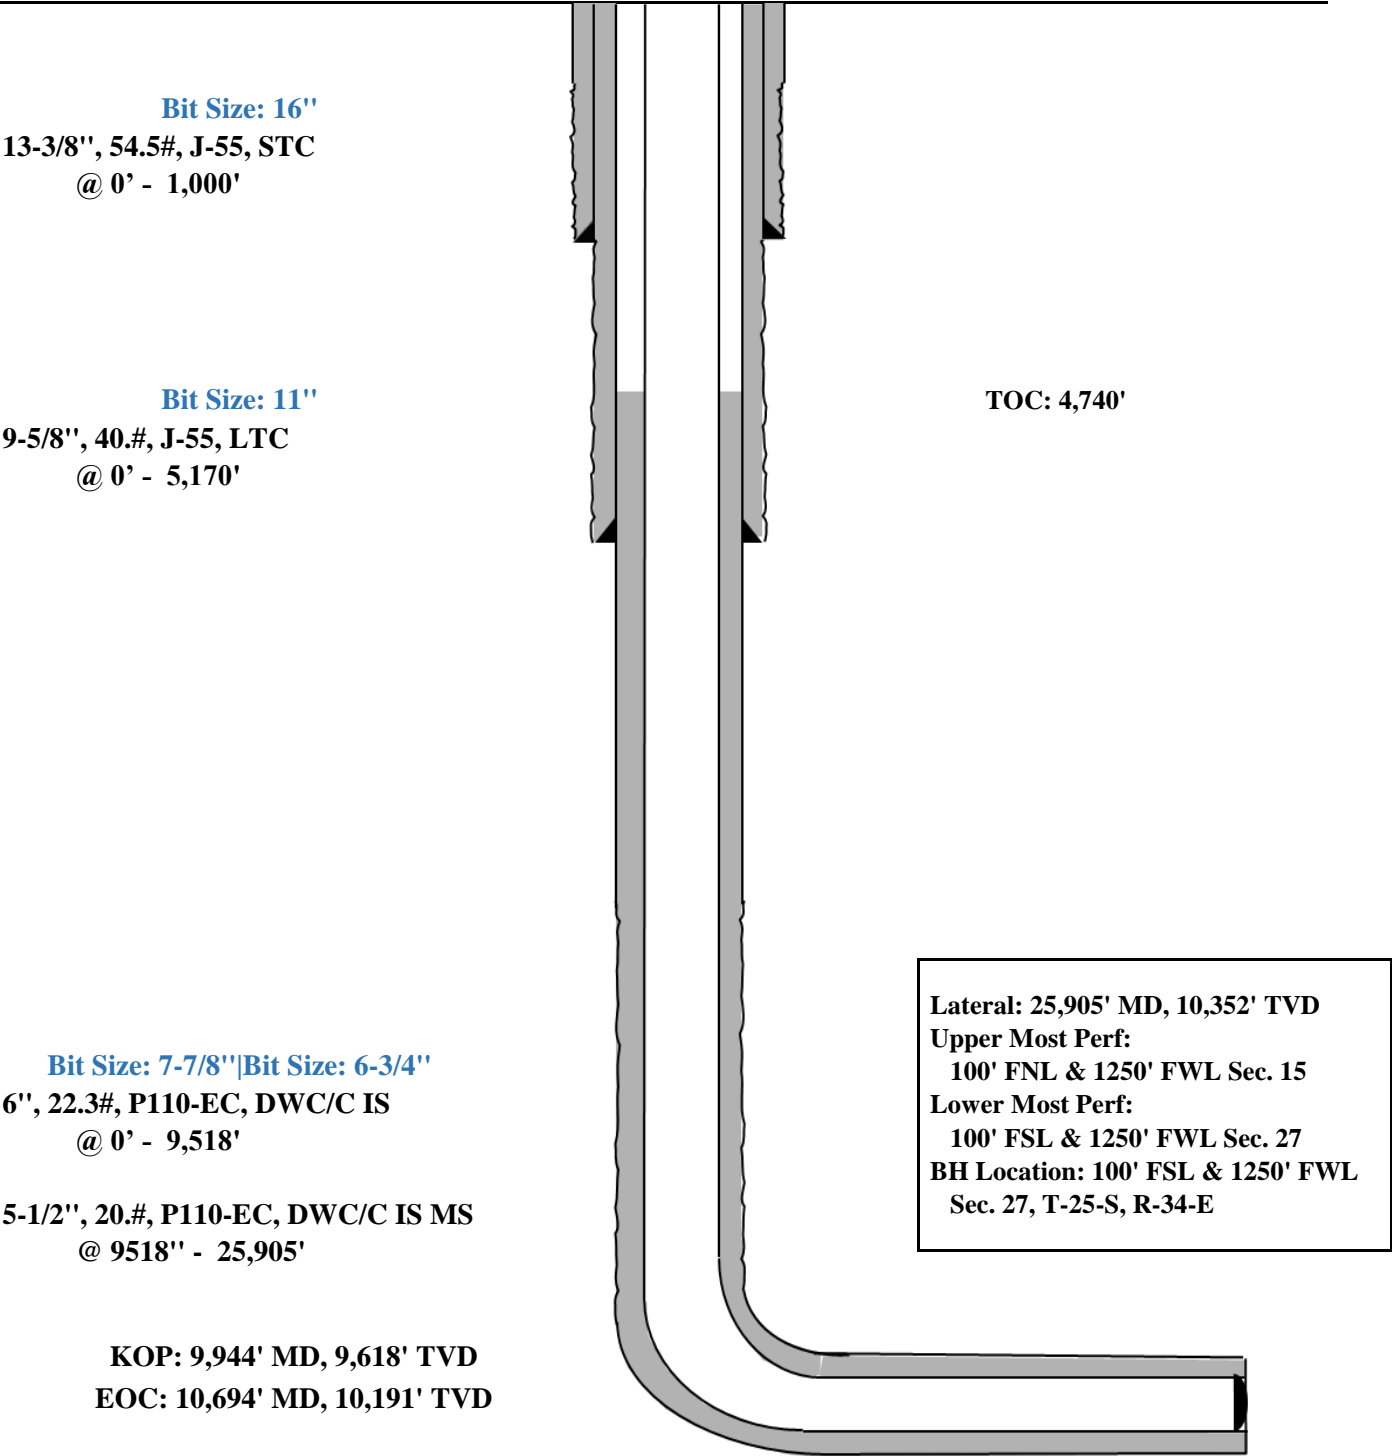 Bit Size: 16''
13-3/8'', 54.5#, J-55, STC
@ 0’ - 1,000'
Bit Size: 11''
9-5/8'', 40.#, J-55, LTC
@ 0’ - 5,170'
TOC: 4,740'
Bit Size: 7-7/8''|Bit Size: 6-3/4''
6'', 22.3#, P110-EC, DWC/C IS
@ 0’ - 9,518'
5-1/2'', 20.#, P110-EC, DWC/C IS MS
@ 9518'' - 25,905'
KOP: 9,944' MD, 9,618' TVD
EOC: 10,694' MD, 10,191' TVD
Lateral: 25,905' MD, 10,352' TVD
Upper Most Perf:
100' FNL & 1250' FWL Sec. 15
Lower Most Perf:
100' FSL & 1250' FWL Sec. 27
BH Location: 100' FSL & 1250' FWL
Sec. 27, T-25-S, R-34-E